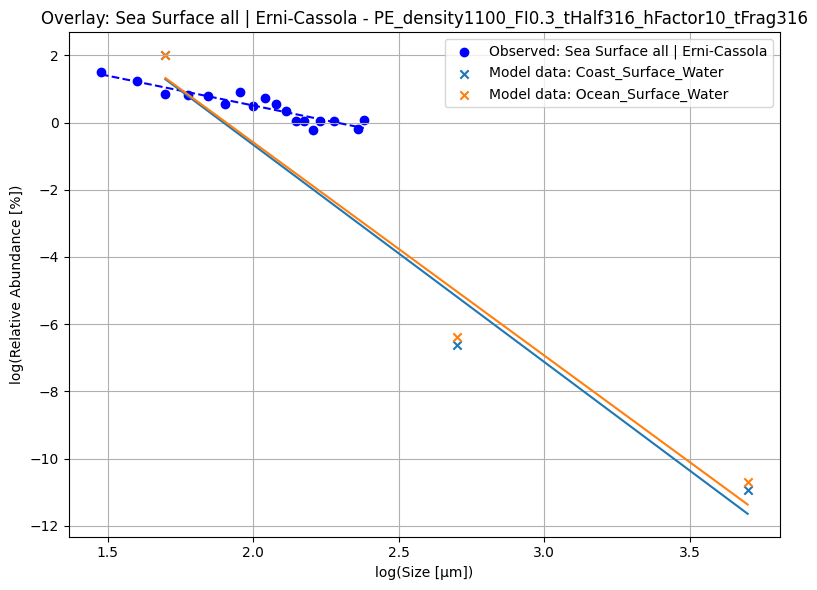 Overlay: Sea Surface all | Erni-Cassola - PE_density1100_FI0.3_tHalf316_hFactor10_tFrag316
Observed: Sea Surface all | Erni-Cassola
Model data: Coast_Surface_Water
Model data: Ocean_Surface_Water
log(Relative Abundance [%])
2
0
−2
−4
−6
−8
−10
−12
1.5
2.0
2.5
3.0
3.5
log(Size [µm])